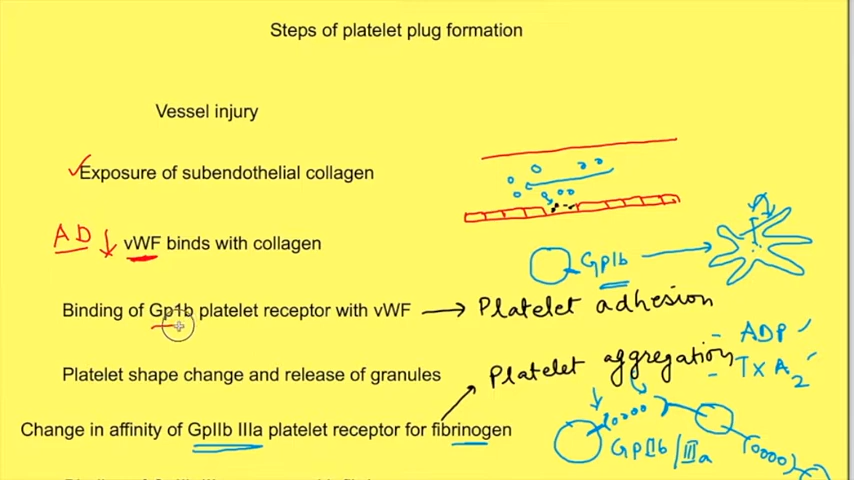 Steps of platelet plug formation
Vessel injury
Exposure of subendothelial collagen
AD ↓ vWF binds with collagen
Gp1b
Binding of Gp1b platelet receptor with vWF → Platelet adhesion
ADP
Platelet shape change and release of granules
Platelet aggregation
TxA2
Change in affinity of GpIIb IIIa platelet receptor for fibrinogen
GpIIb/IIIa